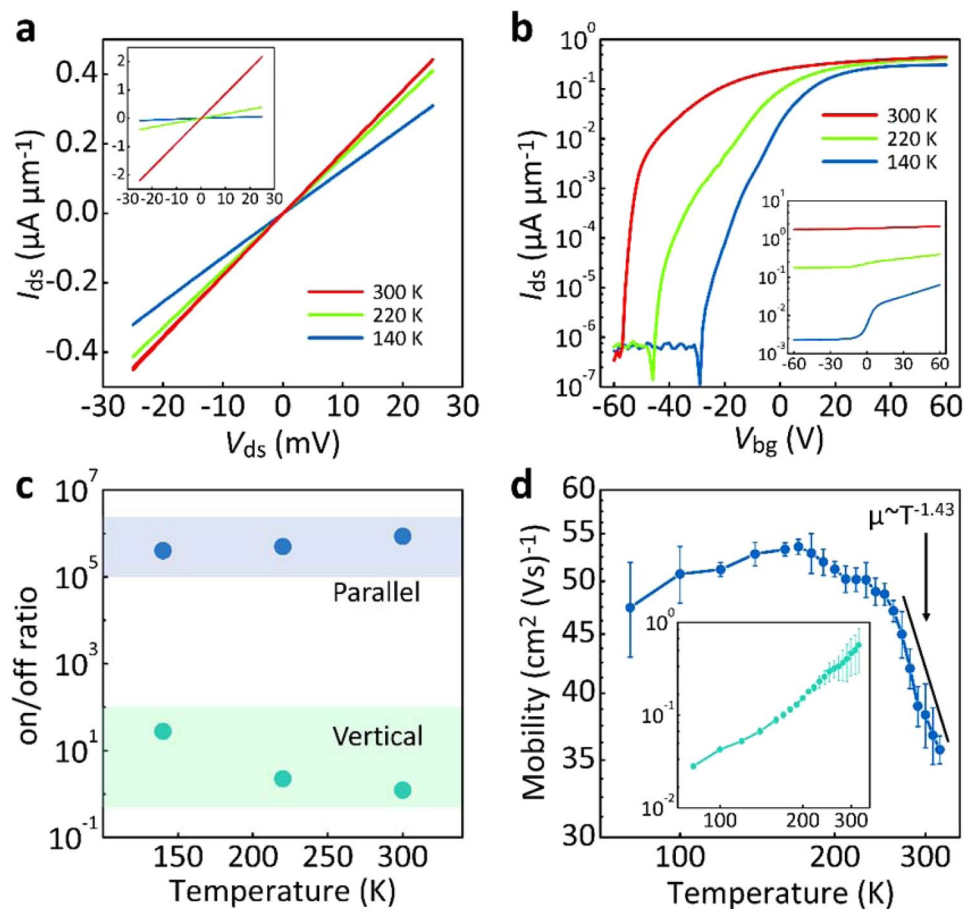 a
0.4
0.2
0.0
-0.2
-0.4
I_ds (μA μm⁻¹)
-30 -20 -10 0 10 20 30
V_ds (mV)
2
1
0
-1
-2
-30 -20 -10 0 10 20 30
300 K
220 K
140 K
b
10⁰
10⁻¹
10⁻²
10⁻³
10⁻⁴
10⁻⁵
10⁻⁶
10⁻⁷
I_ds (μA μm⁻¹)
-60 -40 -20 0 20 40 60
V_bg (V)
300 K
220 K
140 K
10¹
10⁰
10⁻¹
10⁻²
10⁻³
-60 -30 0 30 60
c
10⁷
10⁵
10³
10¹
10⁻¹
on/off ratio
Parallel
Vertical
150 200 250 300
Temperature (K)
d
60
55
50
45
40
35
30
Mobility (cm² (Vs)⁻¹)
μ~T⁻¹·⁴³
10⁰
10⁻¹
10⁻²
100 200 300
100 200 300
Temperature (K)